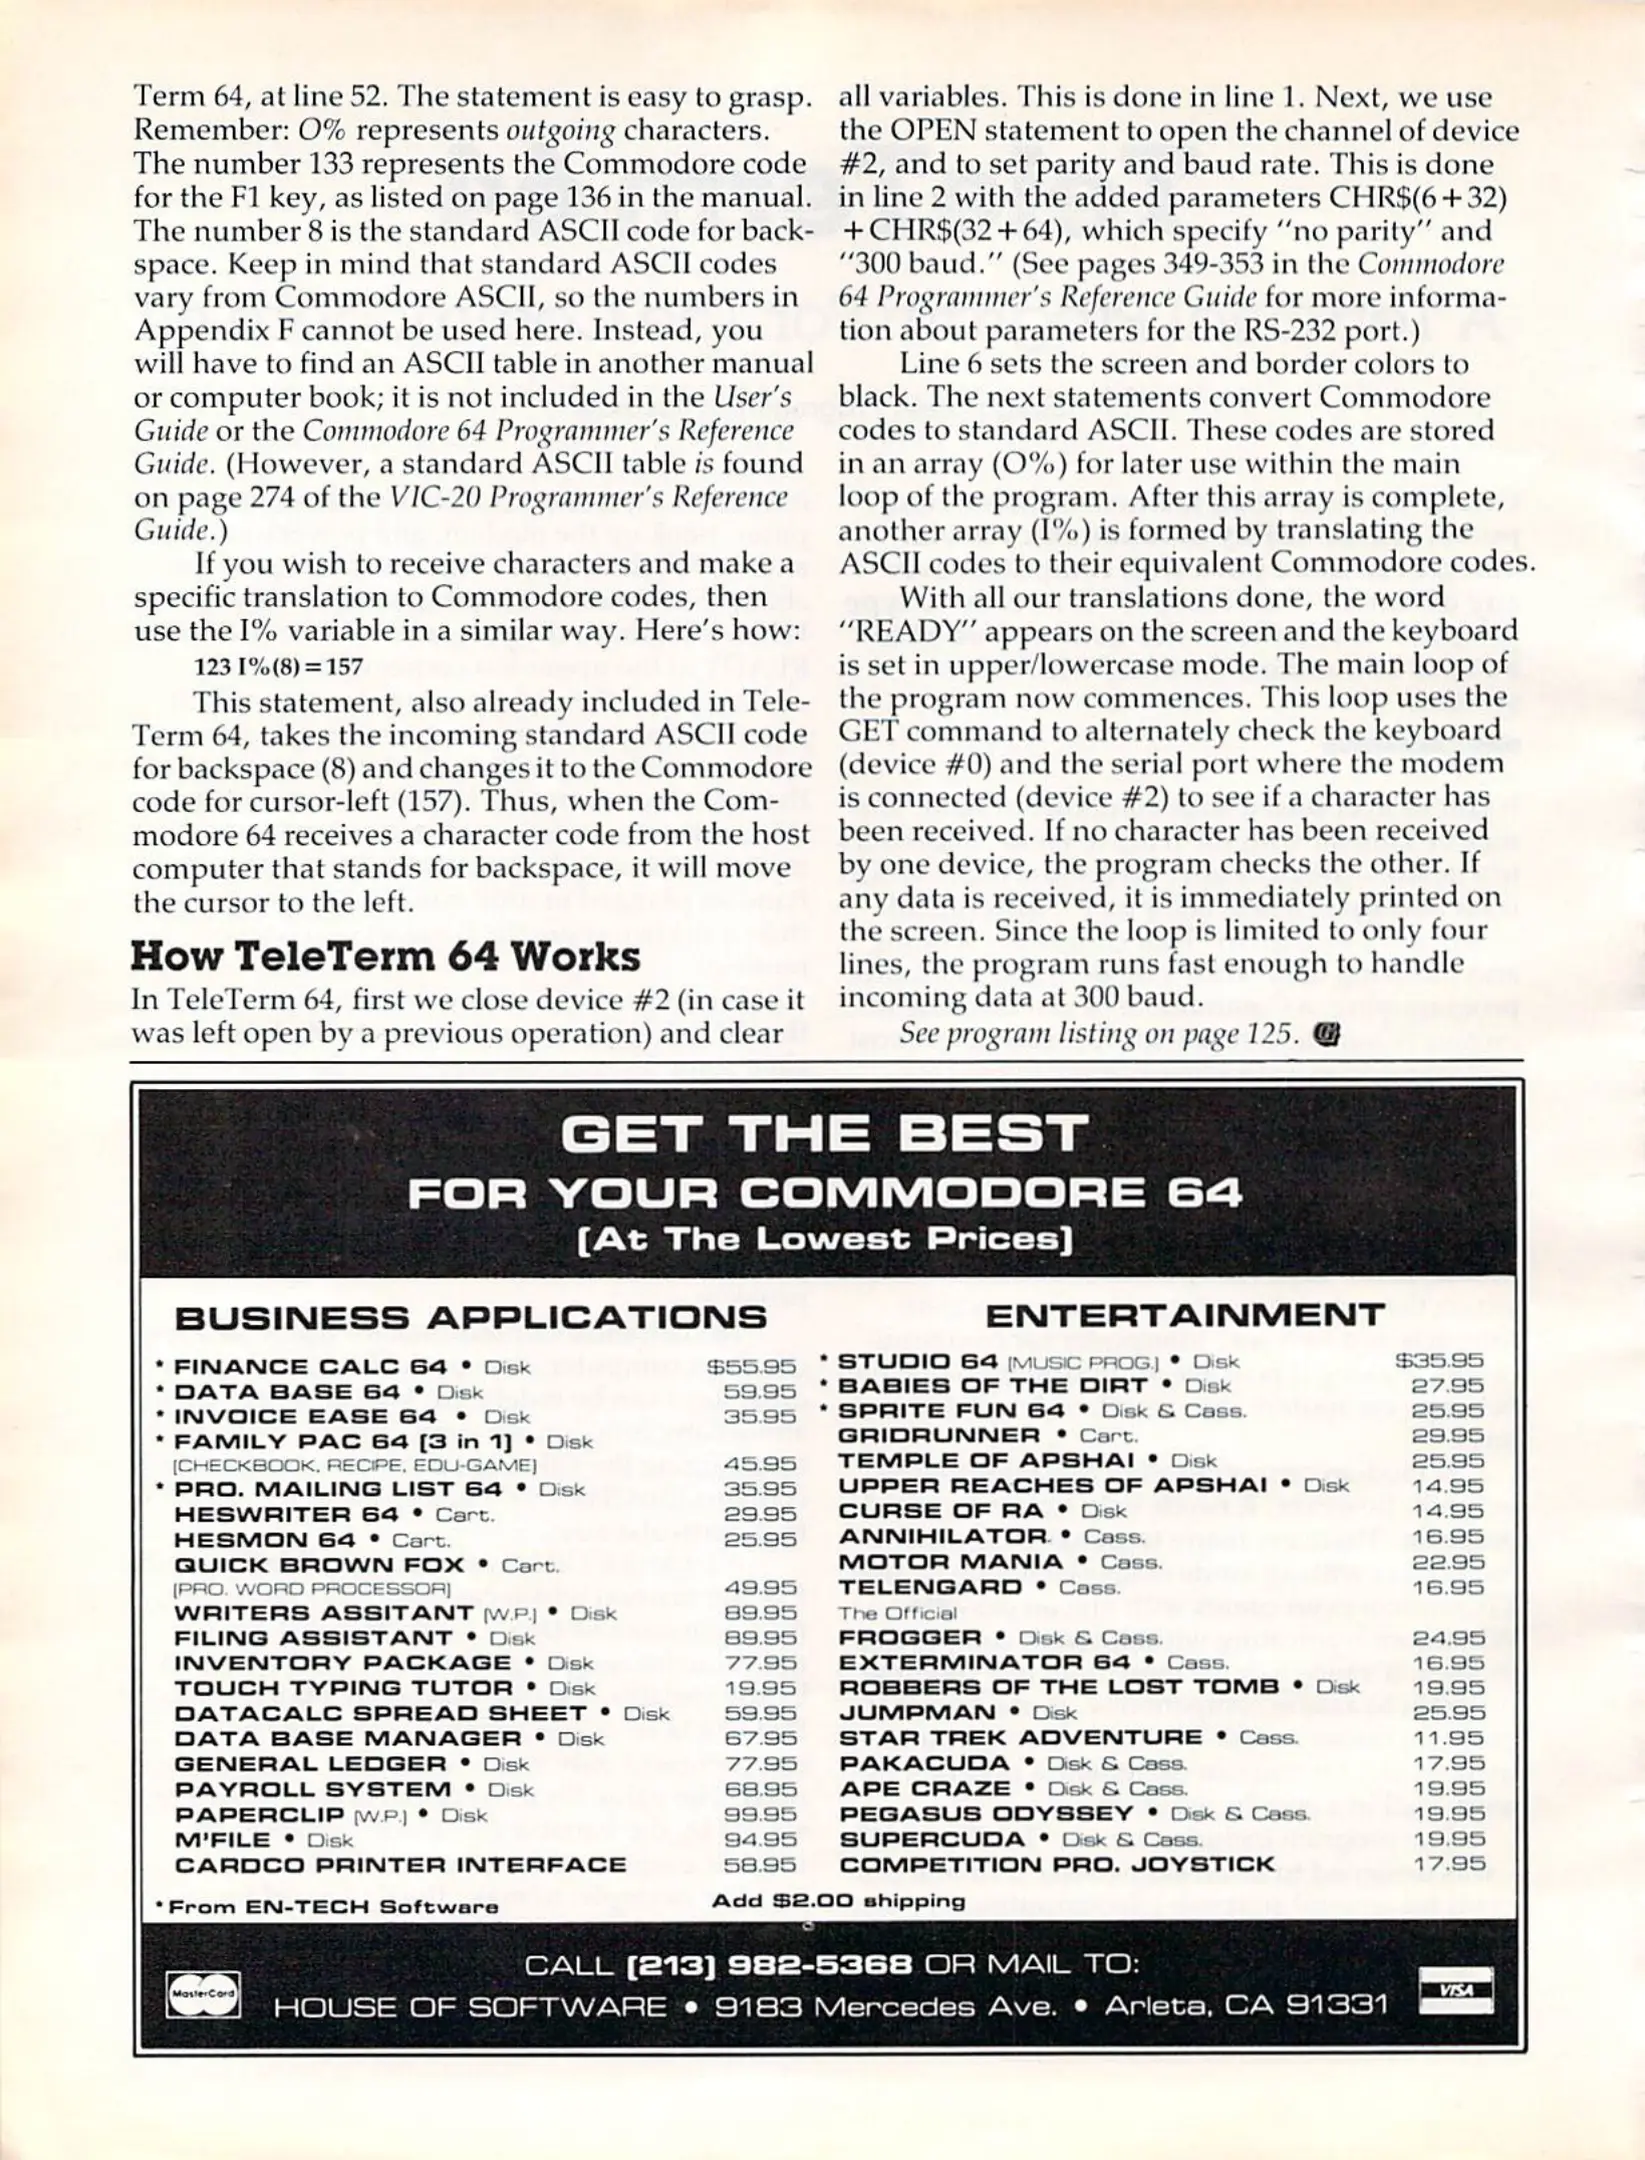 Term 64, at line 52. The statement is easy to grasp.
Remember: O% represents outgoing characters.
The number 133 represents the Commodore code
for the F1 key, as listed on page 136 in the manual.
The number 8 is the standard ASCII code for back-
space. Keep in mind that standard ASCII codes
vary from Commodore ASCII, so the numbers in
Appendix F cannot be used here. Instead, you
will have to find an ASCII table in another manual
or computer book; it is not included in the User's
Guide or the Commodore 64 Programmer's Reference
Guide. (However, a standard ASCII table is found
on page 274 of the VIC-20 Programmer's Reference
Guide.)
If you wish to receive characters and make a
specific translation to Commodore codes, then
use the I% variable in a similar way. Here's how:
123 I%(8)=157
This statement, also already included in Tele-
Term 64, takes the incoming standard ASCII code
for backspace (8) and changes it to the Commodore
code for cursor-left (157). Thus, when the Com-
modore 64 receives a character code from the host
computer that stands for backspace, it will move
the cursor to the left.
How TeleTerm 64 Works
In TeleTerm 64, first we close device #2 (in case it
was left open by a previous operation) and clear
all variables. This is done in line 1. Next, we use
the OPEN statement to open the channel of device
#2, and to set parity and baud rate. This is done
in line 2 with the added parameters CHR$(6+32)
+CHR$(32+64), which specify "no parity" and
"300 baud." (See pages 349-353 in the Commodore
64 Programmer's Reference Guide for more informa-
tion about parameters for the RS-232 port.)
Line 6 sets the screen and border colors to
black. The next statements convert Commodore
codes to standard ASCII. These codes are stored
in an array (O%) for later use within the main
loop of the program. After this array is complete,
another array (I%) is formed by translating the
ASCII codes to their equivalent Commodore codes.
With all our translations done, the word
"READY" appears on the screen and the keyboard
is set in upper/lowercase mode. The main loop of
the program now commences. This loop uses the
GET command to alternately check the keyboard
(device #0) and the serial port where the modem
is connected (device #2) to see if a character has
been received. If no character has been received
by one device, the program checks the other. If
any data is received, it is immediately printed on
the screen. Since the loop is limited to only four
lines, the program runs fast enough to handle
incoming data at 300 baud.
See program listing on page 125.
GET THE BEST
FOR YOUR COMMODORE 64
[At The Lowest Prices]
BUSINESS APPLICATIONS
* FINANCE CALC 64 • Disk $55.95
* DATA BASE 64 • Disk 59.95
* INVOICE EASE 64 • Disk 35.95
* FAMILY PAC 64 [3 in 1] • Disk
[CHECKBOOK, RECIPE, EDU-GAME] 45.95
* PRO. MAILING LIST 64 • Disk 35.95
HESWRITER 64 • Cart. 29.95
HESMON 64 • Cart. 25.95
QUICK BROWN FOX • Cart.
[PRO. WORD PROCESSOR] 49.95
WRITERS ASSITANT [W.P.] • Disk 89.95
FILING ASSISTANT • Disk 89.95
INVENTORY PACKAGE • Disk 77.95
TOUCH TYPING TUTOR • Disk 19.95
DATACALC SPREAD SHEET • Disk 59.95
DATA BASE MANAGER • Disk 67.95
GENERAL LEDGER • Disk 77.95
PAYROLL SYSTEM • Disk 68.95
PAPERCLIP [W.P.] • Disk 99.95
M'FILE • Disk 94.95
CARDCO PRINTER INTERFACE 58.95
*From EN-TECH Software
ENTERTAINMENT
* STUDIO 64 [MUSIC PROG.] • Disk $35.95
* BABIES OF THE DIRT • Disk 27.95
* SPRITE FUN 64 • Disk & Cass. 25.95
GRIDRUNNER • Cart. 29.95
TEMPLE OF APSHAI • Disk 25.95
UPPER REACHES OF APSHAI • Disk 14.95
CURSE OF RA • Disk 14.95
ANNIHILATOR • Cass. 16.95
MOTOR MANIA • Cass. 22.95
TELENGARD • Cass. 16.95
The Official
FROGGER • Disk & Cass. 24.95
EXTERMINATOR 64 • Cass. 16.95
ROBBERS OF THE LOST TOMB • Disk 19.95
JUMPMAN • Disk 25.95
STAR TREK ADVENTURE • Cass. 11.95
PAKACUDA • Disk & Cass. 17.95
APE CRAZE • Disk & Cass. 19.95
PEGASUS ODYSSEY • Disk & Cass. 19.95
SUPERCUDA • Disk & Cass. 19.95
COMPETITION PRO. JOYSTICK 17.95
Add $2.00 shipping
CALL [213] 982-5368 OR MAIL TO:
MasterCard
HOUSE OF SOFTWARE • 9183 Mercedes Ave. • Arleta, CA 91331
VISA